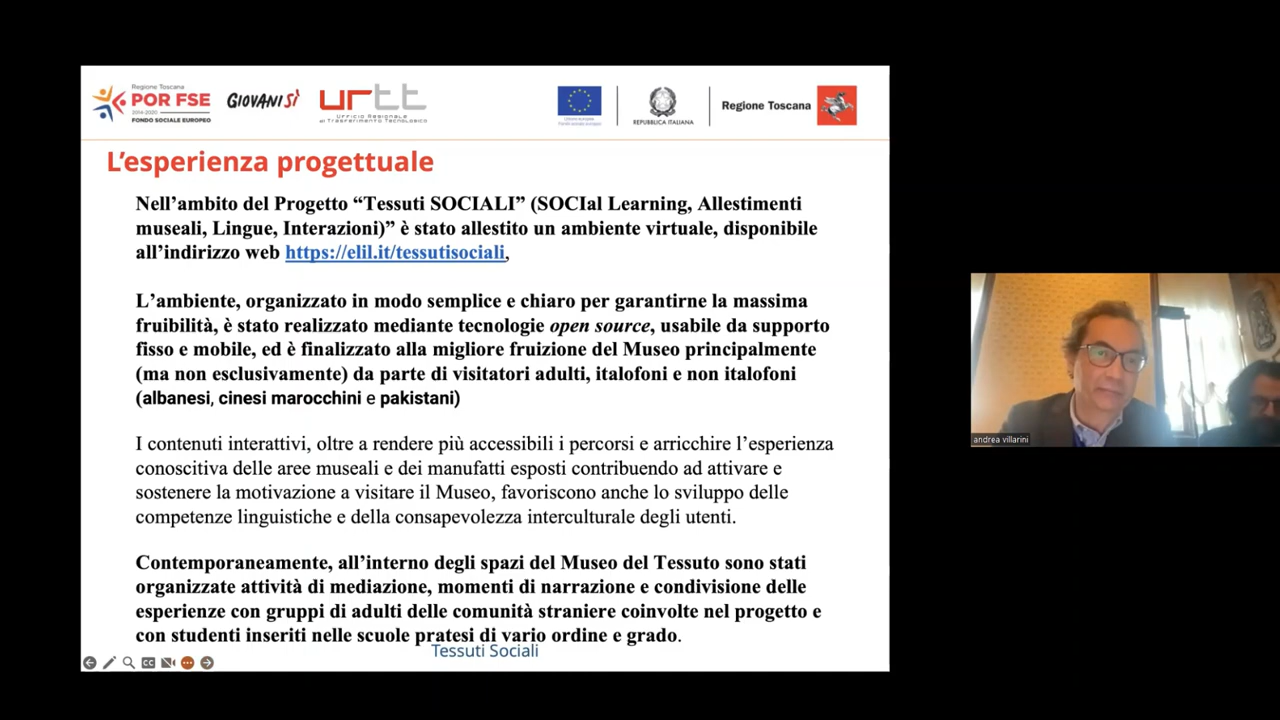 Regione Toscana
POR FSE
2014-2020
FONDO SOCIALE EUROPEO
GIOVANISÌ
urtt
Ufficio Regionale
di Trasferimento Tecnologico
Unione europea
Fondo sociale europeo
REPUBBLICA ITALIANA
Regione Toscana
L’esperienza progettuale
Nell’ambito del Progetto “Tessuti SOCIALI” (SOCIal Learning, Allestimenti
museali, Lingue, Interazioni)” è stato allestito un ambiente virtuale, disponibile
all’indirizzo web https://elil.it/tessutisociali,
L’ambiente, organizzato in modo semplice e chiaro per garantirne la massima
fruibilità, è stato realizzato mediante tecnologie open source, usabile da supporto
fisso e mobile, ed è finalizzato alla migliore fruizione del Museo principalmente
(ma non esclusivamente) da parte di visitatori adulti, italofoni e non italofoni
(albanesi, cinesi marocchini e pakistani)
I contenuti interattivi, oltre a rendere più accessibili i percorsi e arricchire l’esperienza
conoscitiva delle aree museali e dei manufatti esposti contribuendo ad attivare e
sostenere la motivazione a visitare il Museo, favoriscono anche lo sviluppo delle
competenze linguistiche e della consapevolezza interculturale degli utenti.
Contemporaneamente, all’interno degli spazi del Museo del Tessuto sono stati
organizzate attività di mediazione, momenti di narrazione e condivisione delle
esperienze con gruppi di adulti delle comunità straniere coinvolte nel progetto e
con studenti inseriti nelle scuole pratesi di vario ordine e grado.
Tessuti Sociali
CC
andrea villarini